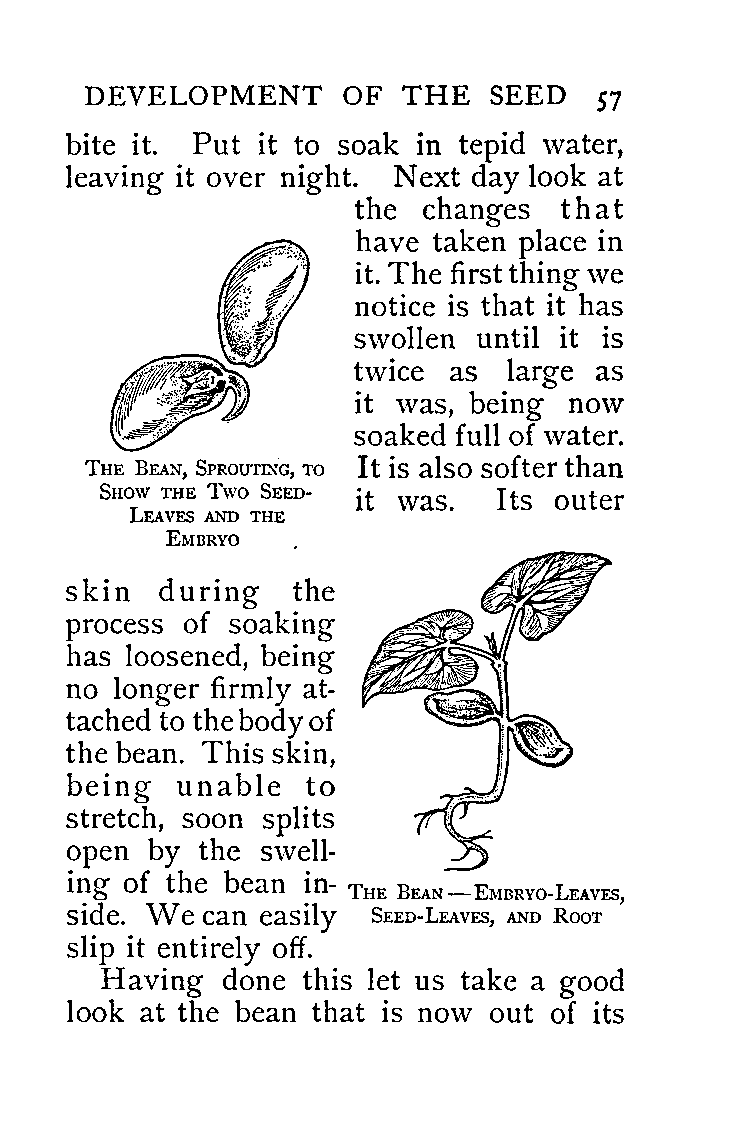 DEVELOPMENT OF THE SEED 57
bite it. Put it to soak in tepid water,
leaving it over night. Next day look at
the changes that
have taken place in
it. The first thing we
notice is that it has
swollen until it is
twice as large as
it was, being now
soaked full of water.
It is also softer than
it was. Its outer
The Bean, Sprouting, to
Show the Two Seed-
Leaves and the
Embryo
skin during the
process of soaking
has loosened, being
no longer firmly at-
tached to the body of
the bean. This skin,
being unable to
stretch, soon splits
open by the swell-
ing of the bean in-
side. We can easily
slip it entirely off.
The Bean—Embryo-Leaves,
Seed-Leaves, and Root
Having done this let us take a good
look at the bean that is now out of its